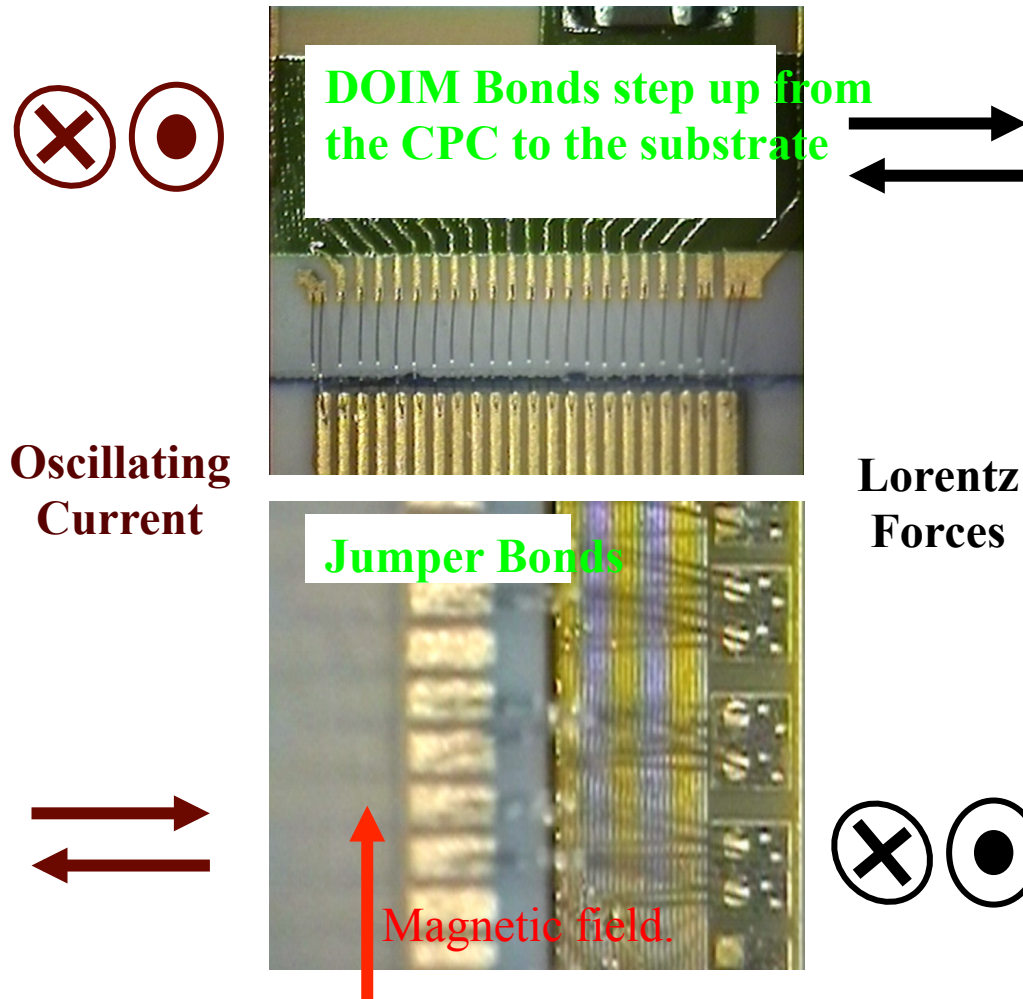 DOIM Bonds step up from
the CPC to the substrate
Oscillating
Current
Lorentz
Forces
Jumper Bonds
Magnetic field.